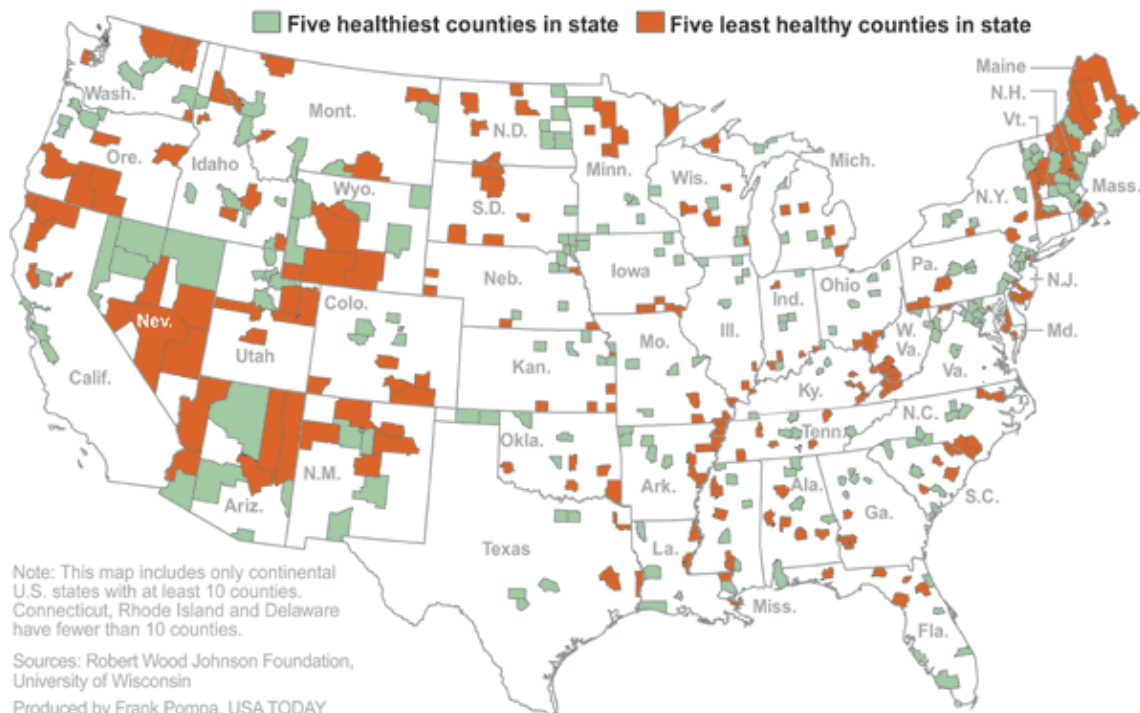 Five healthiest counties in state Five least healthy counties in state
Maine
N.H.
Vt.
Wash.
Mont.
N.D.
Ore.
Idaho
Minn.
Mich.
Wis.
Wyo.
S.D.
N.Y.
Mass.
Neb.
Iowa
Pa.
N.J.
Ind.
Ohio
Colo.
Nev.
Utah
Ill.
W.
Va.
Md.
Mo.
Kan.
Va.
Calif.
Ky.
N.C.
Tenn.
Okla.
N.M.
Ark.
Ala.
S.C.
Ariz.
Ga.
Texas
La.
Miss.
Fla.
Note: This map includes only continental
U.S. states with at least 10 counties.
Connecticut, Rhode Island and Delaware
have fewer than 10 counties.
Sources: Robert Wood Johnson Foundation,
University of Wisconsin
Produced by Frank Pompa, USA TODAY